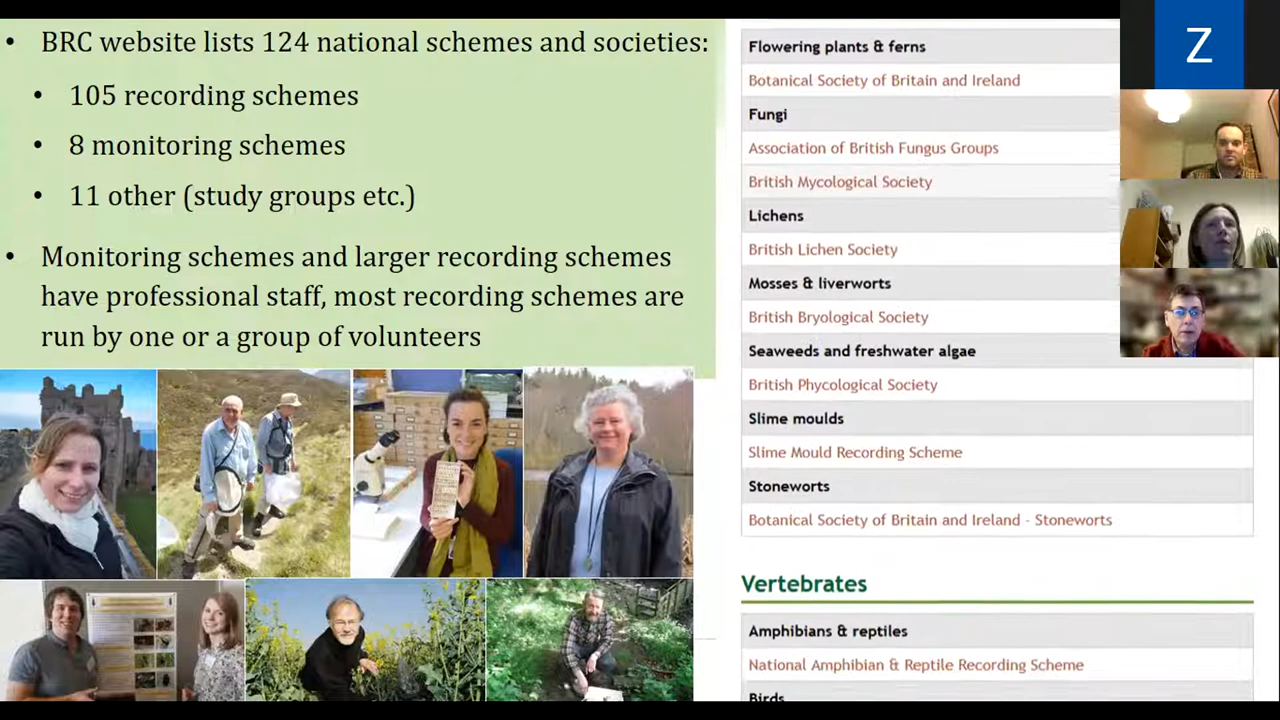 • BRC website lists 124 national schemes and societies:
• 105 recording schemes
• 8 monitoring schemes
• 11 other (study groups etc.)
• Monitoring schemes and larger recording schemes
have professional staff, most recording schemes are
run by one or a group of volunteers
Flowering plants & ferns
Botanical Society of Britain and Ireland
Fungi
Association of British Fungus Groups
British Mycological Society
Lichens
British Lichen Society
Mosses & liverworts
British Bryological Society
Seaweeds and freshwater algae
British Phycological Society
Slime moulds
Slime Mould Recording Scheme
Stoneworts
Botanical Society of Britain and Ireland - Stoneworts
Vertebrates
Amphibians & reptiles
National Amphibian & Reptile Recording Scheme
Birds
Z